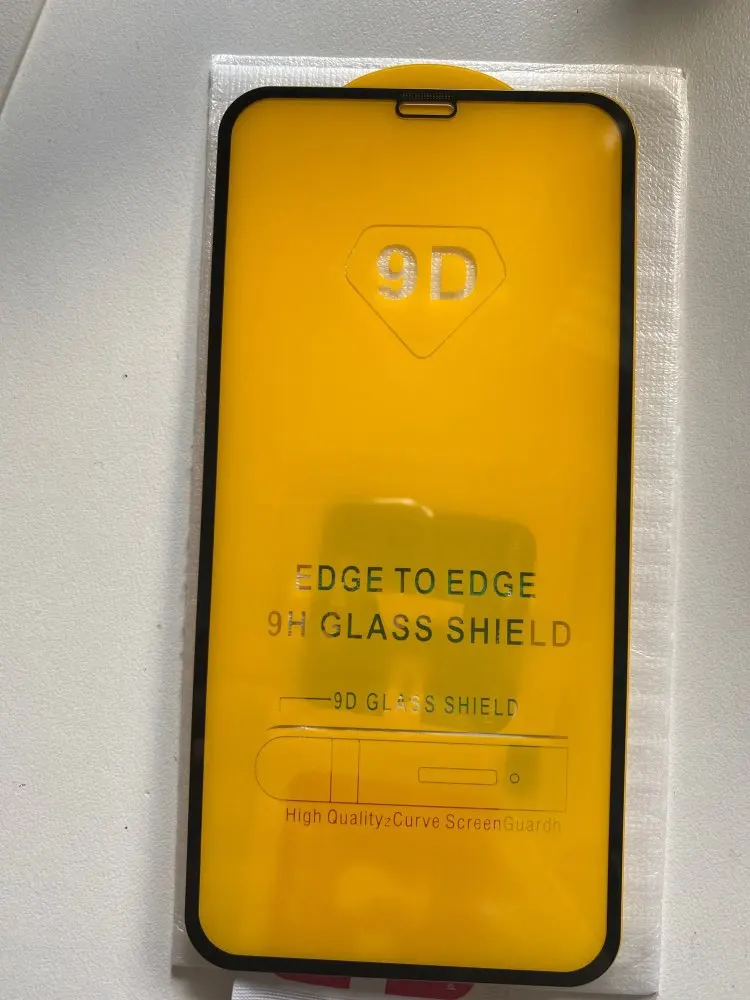 9D
EDGE TO EDGE
9H GLASS SHIELD
9D GLASS SHIELD
High Quality2Curve ScreenGuardh